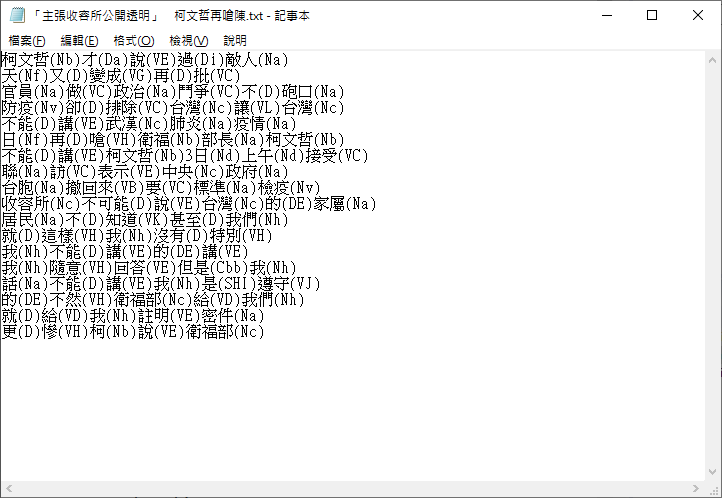 「主張收容所公開透明」　柯文哲再嗆陳.txt - 記事本
檔案(F) 編輯(E) 格式(O) 檢視(V) 說明
柯文哲(Nb)才(Da)說(VE)過(Di)敵人(Na)
天(Nf)又(D)變成(VG)再(D)批(VC)
官員(Na)做(VC)政治(Na)鬥爭(VC)不(D)砲口(Na)
防疫(Nv)卻(D)排除(VC)台灣(Nc)讓(VL)台灣(Nc)
不能(D)講(VE)武漢(Nc)肺炎(Na)疫情(Na)
日(Nf)再(D)嗆(VH)衛福(Nb)部長(Na)柯文哲(Nb)
不能(D)講(VE)柯文哲(Nb)3日(Nd)上午(Nd)接受(VC)
聯(Na)訪(VC)表示(VE)中央(Nc)政府(Na)
台胞(Na)撤回來(VB)要(VC)標準(Na)檢疫(Nv)
收容所(Nc)不可能(D)說(VE)台灣(Nc)的(DE)家屬(Na)
居民(Na)不(D)知道(VK)甚至(D)我們(Nh)
就(D)這樣(VH)我(Nh)沒有(D)特別(VH)
我(Nh)不能(D)講(VE)的(DE)講(VE)
我(Nh)隨意(VH)回答(VE)但是(Cbb)我(Nh)
話(Na)不能(D)講(VE)我(Nh)是(SHI)遵守(VJ)
的(DE)不然(VH)衛福部(Nc)給(VD)我們(Nh)
就(D)給(VD)我(Nh)註明(VE)密件(Na)
更(D)慘(VH)柯(Nb)說(VE)衛福部(Nc)